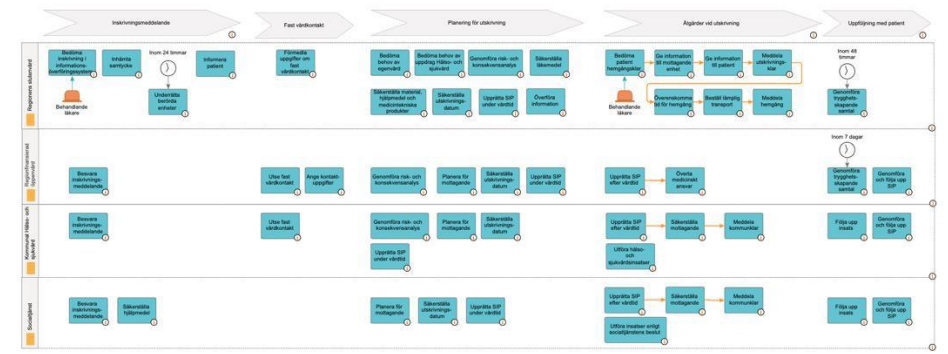 Inskrivningsmeddelande
Fast vårdkontakt
Planering för utskrivning
Åtgärder vid utskrivning
Uppföljning med patient
Regionens slutenvård
Bedöma
inskrivning i
informations-
överföringssystem
Inhämta
samtycke
Inom 24 timmar
Informera
patient
Behandlande
läkare
Underrätta
berörda
enheter
Förmedla
uppgifter om
fast
vårdkontakt
Bedöma
behov av
egenvård
Bedöma behov av
uppdrag Hälso- och
sjukvård
Genomföra risk- och
konsekvensanalys
Säkerställa
läkemedel
Säkerställa material,
hjälpmedel och
medicintekniska
produkter
Säkerställa
utskrivnings-
datum
Upprätta SIP
under vårdtid
Överföra
information
Bedöma
patient
hemgångsklar
Ge information
till mottagande
enhet
Ge information
till patient
Meddela
utskrivnings-
klar
Behandlande
läkare
Överenskomma
tid för hemgång
Beställ lämplig
transport
Meddela
hemgång
Inom 48
timmar
Genomföra
trygghets-
skapande
samtal
Regionfinansierad
öppenvård
Besvara
inskrivnings-
meddelande
Utse fast
vårdkontakt
Ange kontakt-
uppgifter
Genomföra risk- och
konsekvensanalys
Planera för
mottagande
Säkerställa
utskrivnings-
datum
Upprätta SIP
under vårdtid
Upprätta SIP
efter vårdtid
Överta
medicinskt
ansvar
Inom 7 dagar
Genomföra
trygghets-
skapande
samtal
Genomföra
och följa upp
SIP
Kommunal Hälso- och
sjukvård
Besvara
inskrivnings-
meddelande
Utse fast
vårdkontakt
Genomföra risk- och
konsekvensanalys
Planera för
mottagande
Säkerställa
utskrivnings-
datum
Upprätta SIP
under vårdtid
Upprätta SIP
efter vårdtid
Säkerställa
mottagande
Meddela
kommunklar
Utföra hälso-
och
sjukvårdsinsatser
Följa upp
insats
Genomföra
och följa upp
SIP
Socialtjänst
Besvara
inskrivnings-
meddelande
Säkerställa
hjälpmedel
Planera för
mottagande
Säkerställa
utskrivnings-
datum
Upprätta SIP
under vårdtid
Upprätta SIP
efter vårdtid
Säkerställa
mottagande
Meddela
kommunklar
Utföra insatser enligt
socialtjänstens beslut
Följa upp
insats
Genomföra
och följa upp
SIP